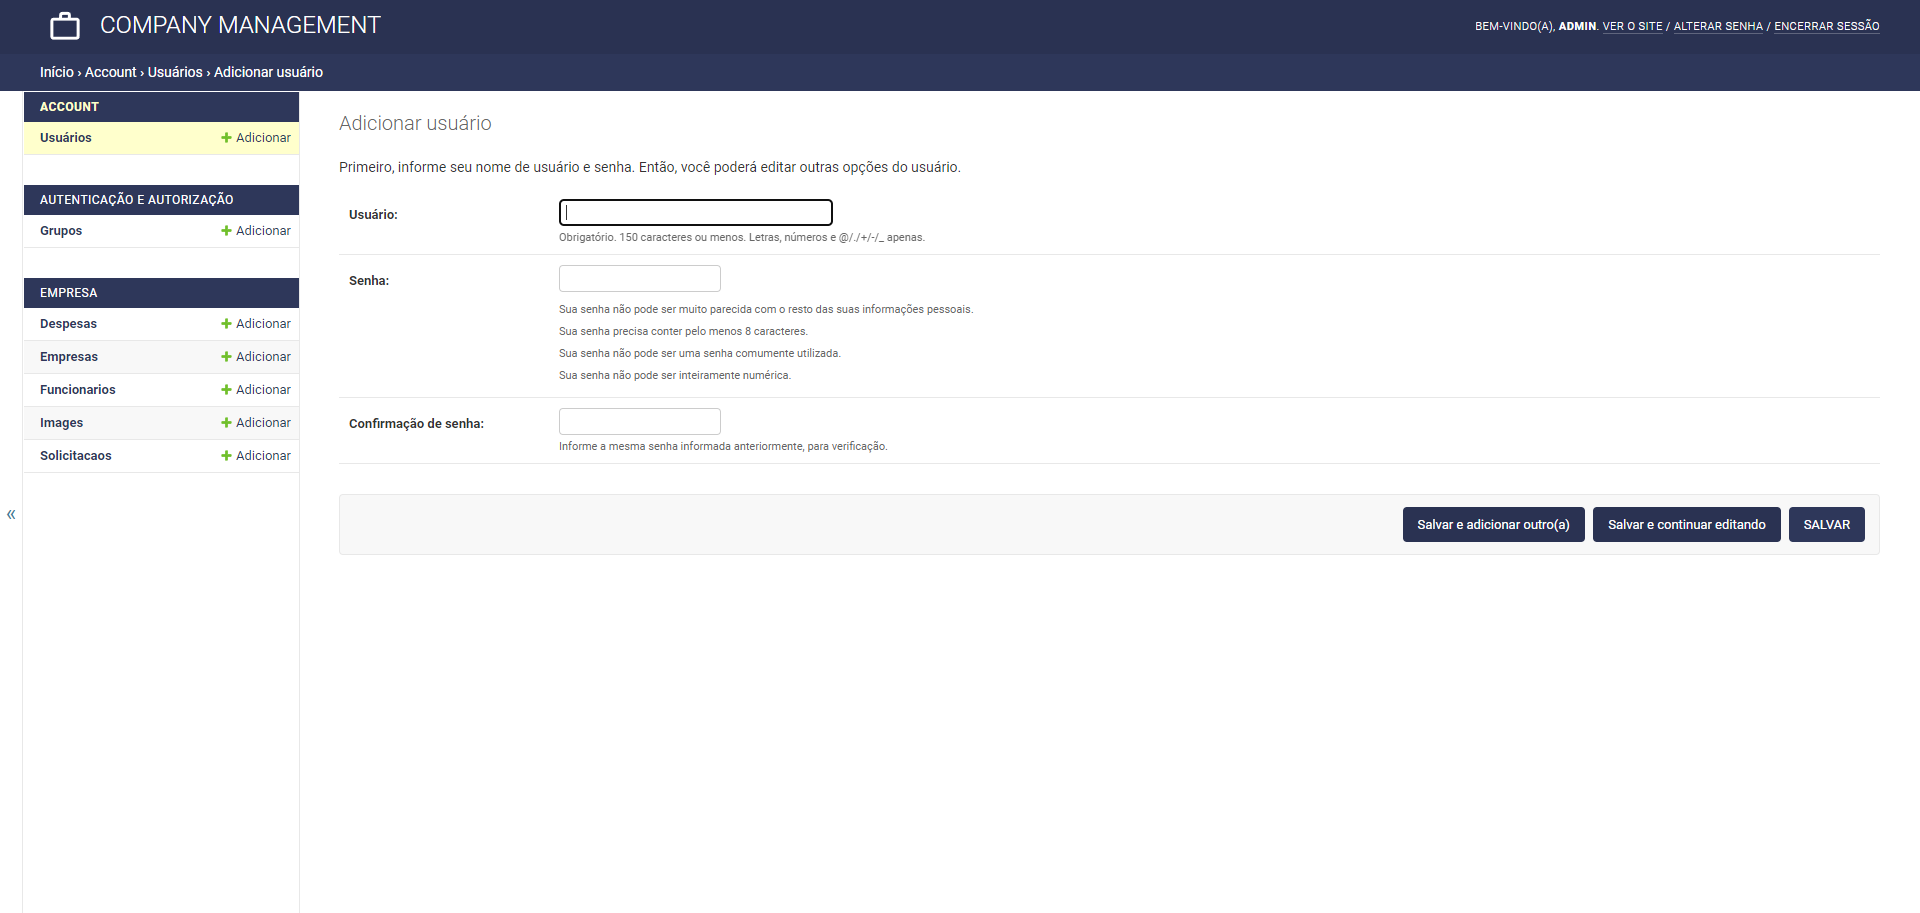 COMPANY MANAGEMENT
BEM-VINDO(A), ADMIN. VER O SITE / ALTERAR SENHA / ENCERRAR SESSÃO
Início › Account › Usuários › Adicionar usuário
ACCOUNT
Usuários Adicionar
AUTENTICAÇÃO E AUTORIZAÇÃO
Grupos Adicionar
EMPRESA
Despesas Adicionar
Empresas Adicionar
Funcionarios Adicionar
Images Adicionar
Solicitacaos Adicionar
«
Adicionar usuário
Primeiro, informe seu nome de usuário e senha. Então, você poderá editar outras opções do usuário.
Usuário:
Obrigatório. 150 caracteres ou menos. Letras, números e @/./+/-/_ apenas.
Senha:
Sua senha não pode ser muito parecida com o resto das suas informações pessoais.
Sua senha precisa conter pelo menos 8 caracteres.
Sua senha não pode ser uma senha comumente utilizada.
Sua senha não pode ser inteiramente numérica.
Confirmação de senha:
Informe a mesma senha informada anteriormente, para verificação.
Salvar e adicionar outro(a) Salvar e continuar editando SALVAR